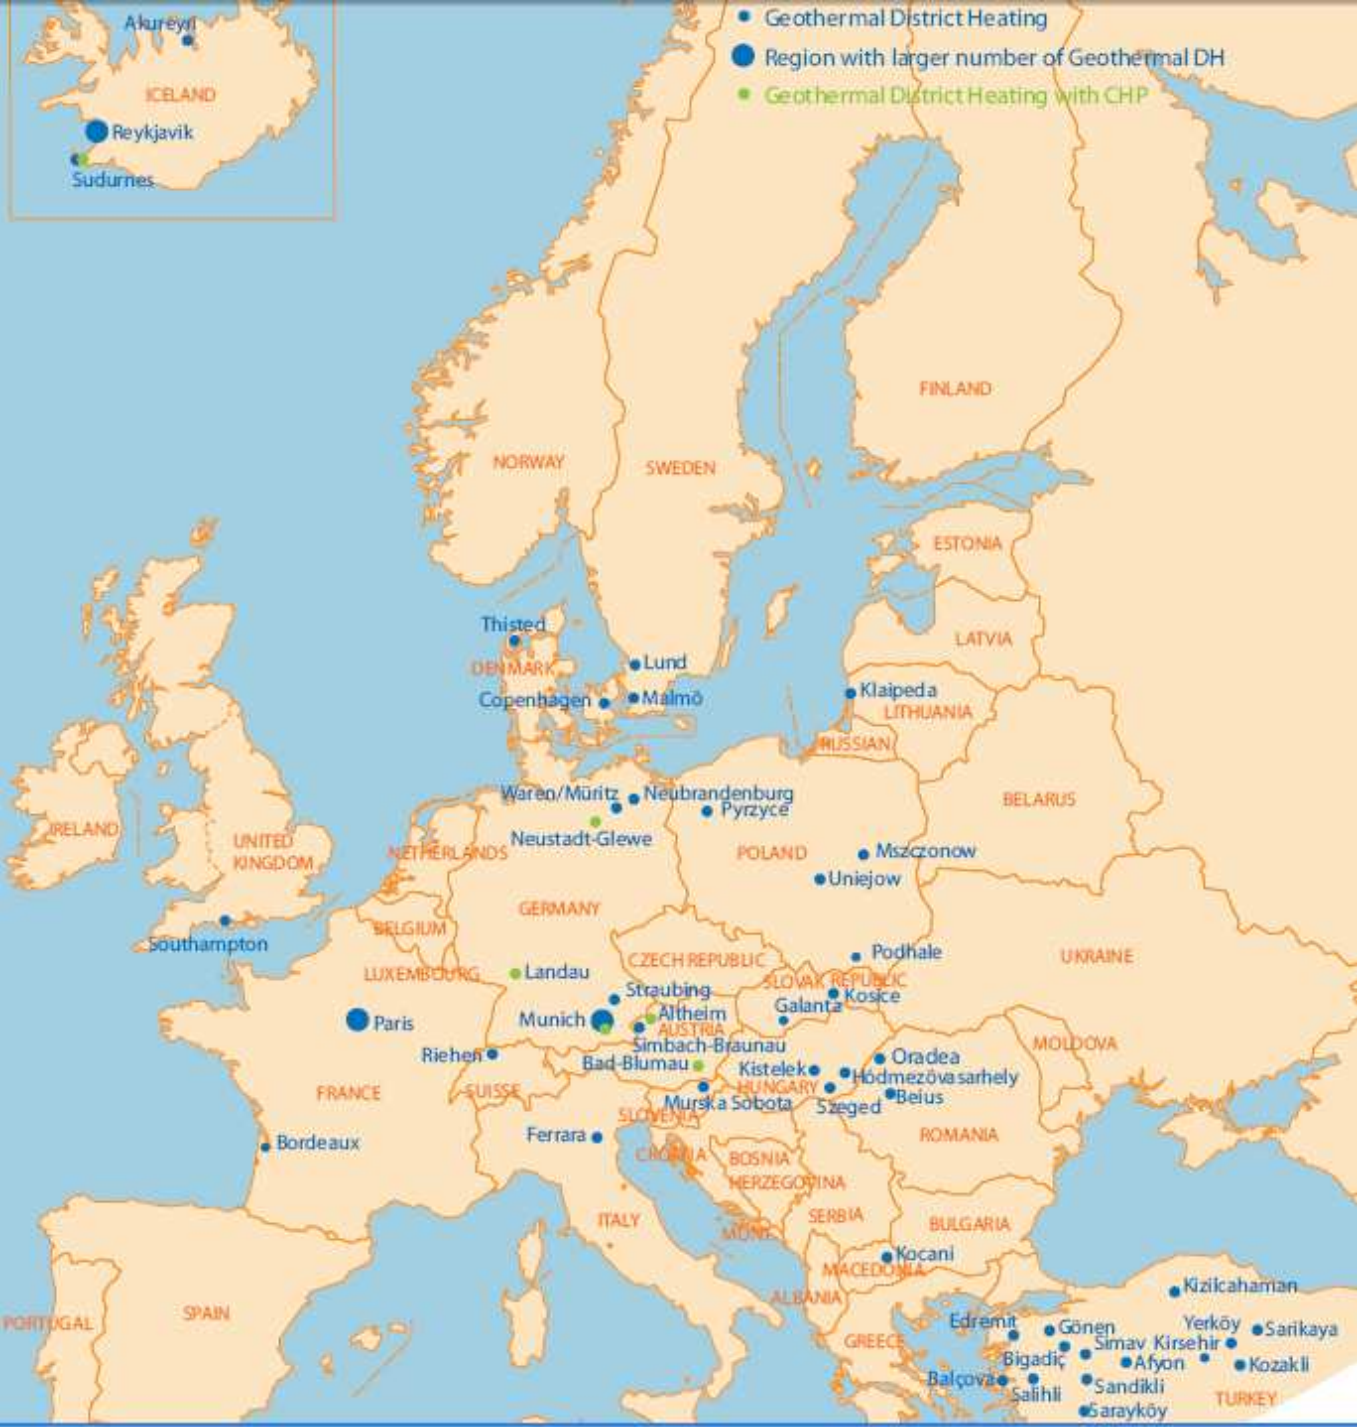 Akureyri
Geothermal District Heating
Region with larger number of Geothermal DH
ICELAND
Geothermal District Heating with CHP
Reykjavik
Sudurnes
FINLAND
NORWAY
SWEDEN
ESTONIA
Thisted
LATVIA
DENMARK
Lund
Copenhagen
Malmö
Klaipeda
LITHUANIA
RUSSIAN
Waren/Müritz
Neubrandenburg
Pyrzyce
BELARUS
IRELAND
UNITED
KINGDOM
Neustadt-Glewe
NETHERLANDS
POLAND
Mszczonow
Uniejow
GERMANY
BELGIUM
Southampton
Podhale
UKRAINE
CZECH REPUBLIC
LUXEMBOURG
Landau
SLOVAK REPUBLIC
Straubing
Kosice
Galanta
Paris
Munich
Altheim
AUSTRIA
Simbach-Braunau
MOLDOVA
Riehen
Bad-Blumau
Kistelek
Oradea
Hódmezövasarhely
FRANCE
SUISSE
HUNGARY
Beius
Murska Sobota
Szeged
SLOVENIA
Bordeaux
Ferrara
ROMANIA
CROATIA
BOSNIA
HERZEGOVINA
ITALY
SERBIA
BULGARIA
MONT.
Kocani
MACEDONIA
Kizilcahaman
ALBANIA
PORTUGAL
SPAIN
Edremit
Gönen
Yerköy
Sarikaya
GREECE
Simav
Kirsehir
Bigadiç
Afyon
Kozakli
Balçova
Salihli
Sandikli
TURKEY
Sarayköy